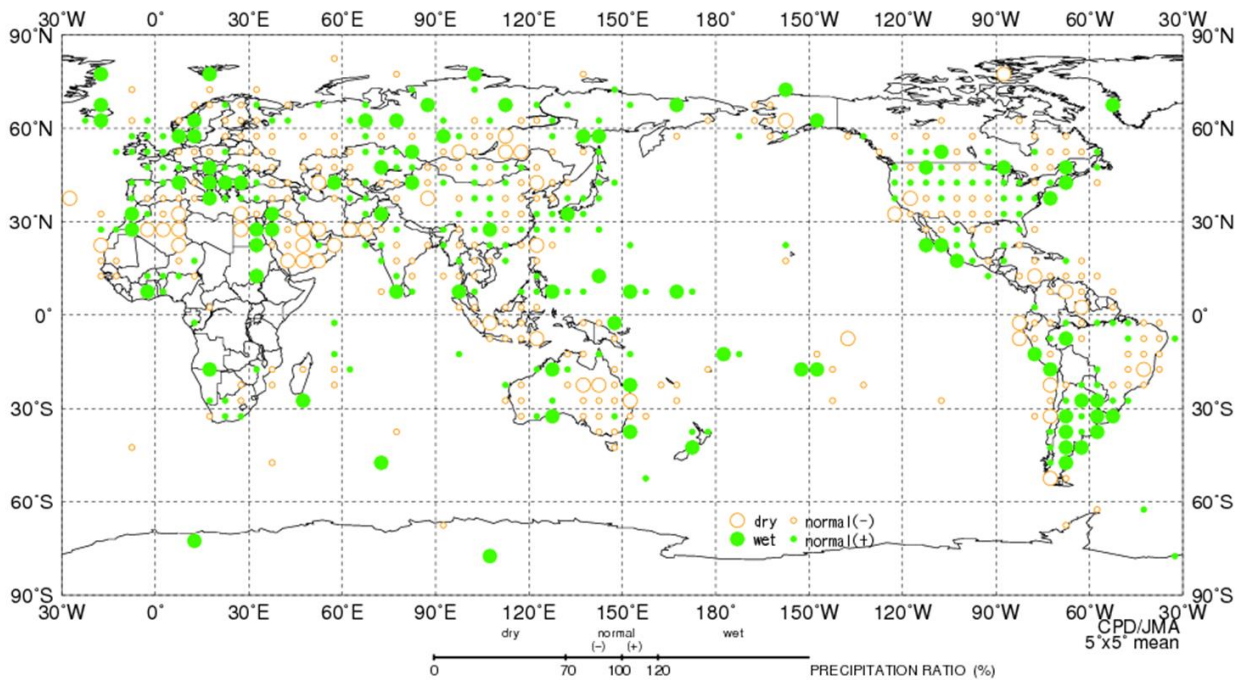 30°W 0° 30°E 60°E 90°E 120°E 150°E 180° 150°W 120°W 90°W 60°W 30°W
90°N 90°N
60°N 60°N
30°N 30°N
0° 0°
30°S 30°S
60°S 60°S
dry normal(-)
wet normal(+)
90°S 90°S
30°W 0° 30°E 60°E 90°E 120°E 150°E 180° 150°W 120°W 90°W 60°W 30°W
CPD/JMA
5°x5° mean
dry normal wet
(-) (+)
0 70 100 120 PRECIPITATION RATIO (%)